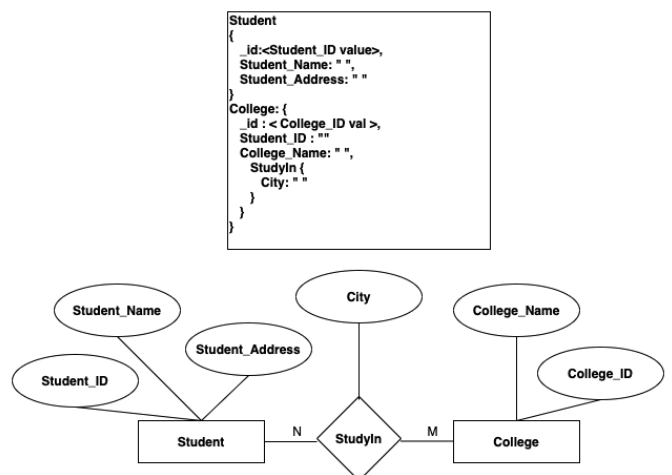 Student
{
_id:<Student_ID value>,
Student_Name: " ",
Student_Address: " "
}
College: {
_id : < College_ID val >,
Student_ID : ""
College_Name: " ",
StudyIn {
City: " "
}
}
}
City
Student_Name
College_Name
Student_Address
Student_ID
College_ID
Student
N
StudyIn
M
College